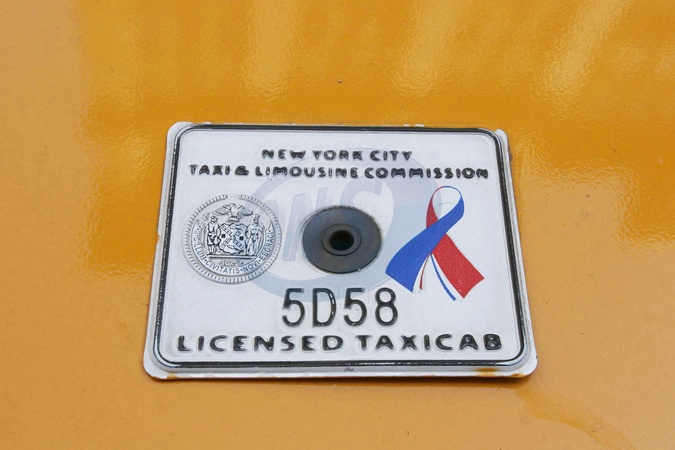 NEW YORK CITY
TAXI & LIMOUSINE COMMISSION
5D58
LICENSED TAXICAB